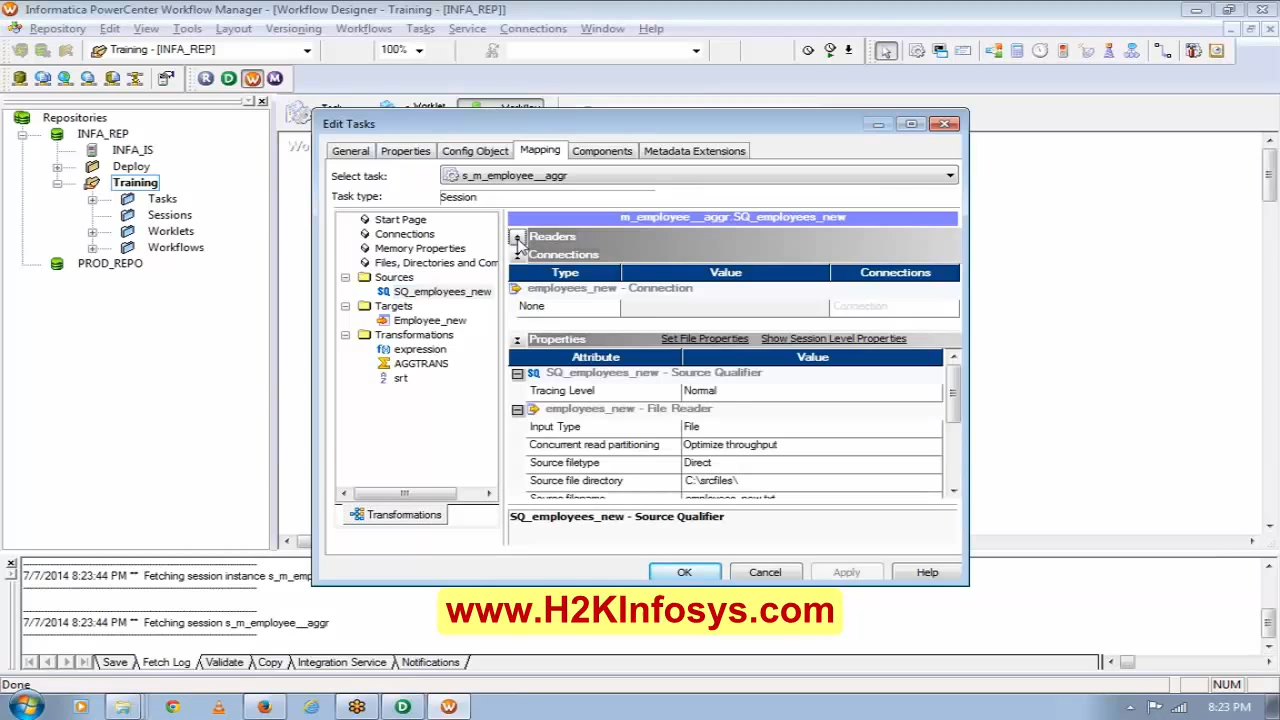 Informatica PowerCenter Workflow Manager - [Workflow Designer - Training - [INFA_REP]]
Repository Edit View Tools Layout Versioning Workflows Tasks Service Connections Window Help
Training - [INFA_REP] 100%
R D W M
Repositories
INFA_REP
INFA_IS
Deploy
Training
Tasks
Sessions
Worklets
Workflows
PROD_REPO
Edit Tasks
General Properties Config Object Mapping Components Metadata Extensions
Select task: s_m_employee__aggr
Task type: Session
Start Page
Connections
Memory Properties
Files, Directories and Com
Sources
SQ_employees_new
Targets
Employee_new
Transformations
expression
AGGTRANS
srt
Transformations
m_employee__aggr.SQ_employees_new
Readers
Connections
Type Value Connections
employees_new - Connection
None Connection
Properties Set File Properties Show Session Level Properties
Attribute Value
SQ_employees_new - Source Qualifier
Tracing Level Normal
employees_new - File Reader
Input Type File
Concurrent read partitioning Optimize throughput
Source filetype Direct
Source file directory C:\srcfiles\
Source filename employees_new.txt
SQ_employees_new - Source Qualifier
OK Cancel Apply Help
7/7/2014 8:23:44 PM ** Fetching session instance s_m_emp
7/7/2014 8:23:44 PM ** Fetching session s_m_employee__aggr
www.H2KInfosys.com
Save Fetch Log Validate Copy Integration Service Notifications
Done NUM
8:23 PM